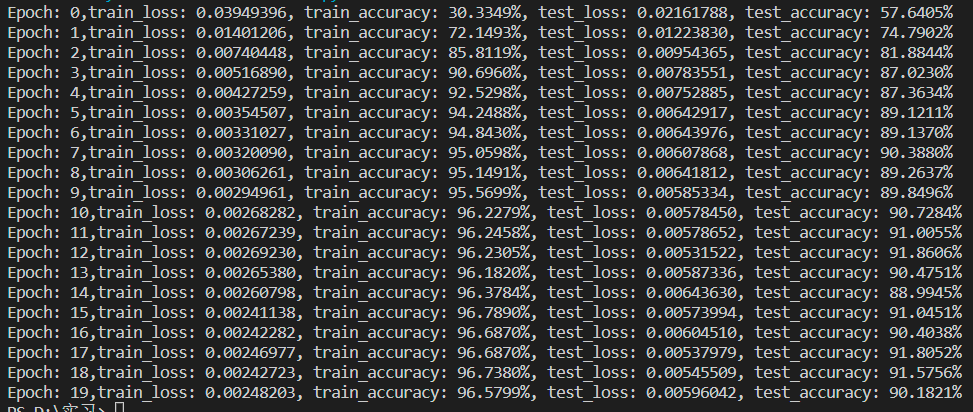 Epoch: 0,train_loss: 0.03949396, train_accuracy: 30.3349%, test_loss: 0.02161788, test_accuracy: 57.6405%
Epoch: 1,train_loss: 0.01401206, train_accuracy: 72.1493%, test_loss: 0.01223830, test_accuracy: 74.7902%
Epoch: 2,train_loss: 0.00740448, train_accuracy: 85.8119%, test_loss: 0.00954365, test_accuracy: 81.8844%
Epoch: 3,train_loss: 0.00516890, train_accuracy: 90.6960%, test_loss: 0.00783551, test_accuracy: 87.0230%
Epoch: 4,train_loss: 0.00427259, train_accuracy: 92.5298%, test_loss: 0.00752885, test_accuracy: 87.3634%
Epoch: 5,train_loss: 0.00354507, train_accuracy: 94.2488%, test_loss: 0.00642917, test_accuracy: 89.1211%
Epoch: 6,train_loss: 0.00331027, train_accuracy: 94.8430%, test_loss: 0.00643976, test_accuracy: 89.1370%
Epoch: 7,train_loss: 0.00320090, train_accuracy: 95.0598%, test_loss: 0.00607868, test_accuracy: 90.3880%
Epoch: 8,train_loss: 0.00306261, train_accuracy: 95.1491%, test_loss: 0.00641812, test_accuracy: 89.2637%
Epoch: 9,train_loss: 0.00294961, train_accuracy: 95.5699%, test_loss: 0.00585334, test_accuracy: 89.8496%
Epoch: 10,train_loss: 0.00268282, train_accuracy: 96.2279%, test_loss: 0.00578450, test_accuracy: 90.7284%
Epoch: 11,train_loss: 0.00267239, train_accuracy: 96.2458%, test_loss: 0.00578652, test_accuracy: 91.0055%
Epoch: 12,train_loss: 0.00269230, train_accuracy: 96.2305%, test_loss: 0.00531522, test_accuracy: 91.8606%
Epoch: 13,train_loss: 0.00265380, train_accuracy: 96.1820%, test_loss: 0.00587336, test_accuracy: 90.4751%
Epoch: 14,train_loss: 0.00260798, train_accuracy: 96.3784%, test_loss: 0.00643630, test_accuracy: 88.9945%
Epoch: 15,train_loss: 0.00241138, train_accuracy: 96.7890%, test_loss: 0.00573994, test_accuracy: 91.0451%
Epoch: 16,train_loss: 0.00242282, train_accuracy: 96.6870%, test_loss: 0.00604510, test_accuracy: 90.4038%
Epoch: 17,train_loss: 0.00246977, train_accuracy: 96.6870%, test_loss: 0.00537979, test_accuracy: 91.8052%
Epoch: 18,train_loss: 0.00242723, train_accuracy: 96.7380%, test_loss: 0.00545509, test_accuracy: 91.5756%
Epoch: 19,train_loss: 0.00248203, train_accuracy: 96.5799%, test_loss: 0.00596042, test_accuracy: 90.1821%
PS D:\实习>